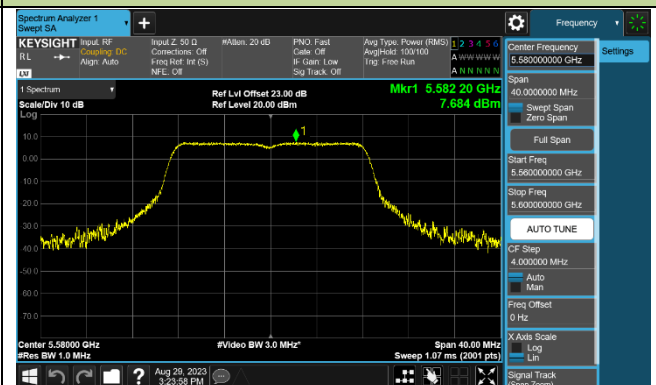 Spectrum Analyzer 1
Swept SA
Frequency
KEYSIGHT
RL
LXI
Input: RF
Coupling: DC
Align: Auto
Input Z: 50 Ω
Corrections: Off
Freq Ref: Int (S)
NFE: Off
#Atten: 20 dB
PNO: Fast
Gate: Off
IF Gain: Low
Sig Track: Off
Avg Type: Power (RMS)
Avg|Hold: 100/100
Trig: Free Run
1 2 3 4 5 6
A W W W W W
A N N N N N
Center Frequency
5.580000000 GHz
Settings
Span
40.0000000 MHz
Swept Span
Zero Span
Full Span
Start Freq
5.560000000 GHz
Stop Freq
5.600000000 GHz
AUTO TUNE
CF Step
4.000000 MHz
Auto
Man
Freq Offset
0 Hz
X Axis Scale
Log
Lin
Signal Track
(Span Zoom)
1 Spectrum
Scale/Div 10 dB
Log
Ref Lvl Offset 23.00 dB
Ref Level 20.00 dBm
Mkr1 5.582 20 GHz
7.684 dBm
1
10.0
0.00
-10.0
-20.0
-30.0
-40.0
-50.0
-60.0
-70.0
Center 5.58000 GHz
#Res BW 1.0 MHz
#Video BW 3.0 MHz*
Span 40.00 MHz
Sweep 1.07 ms (2001 pts)
?
Aug 29, 2023
3:23:58 PM